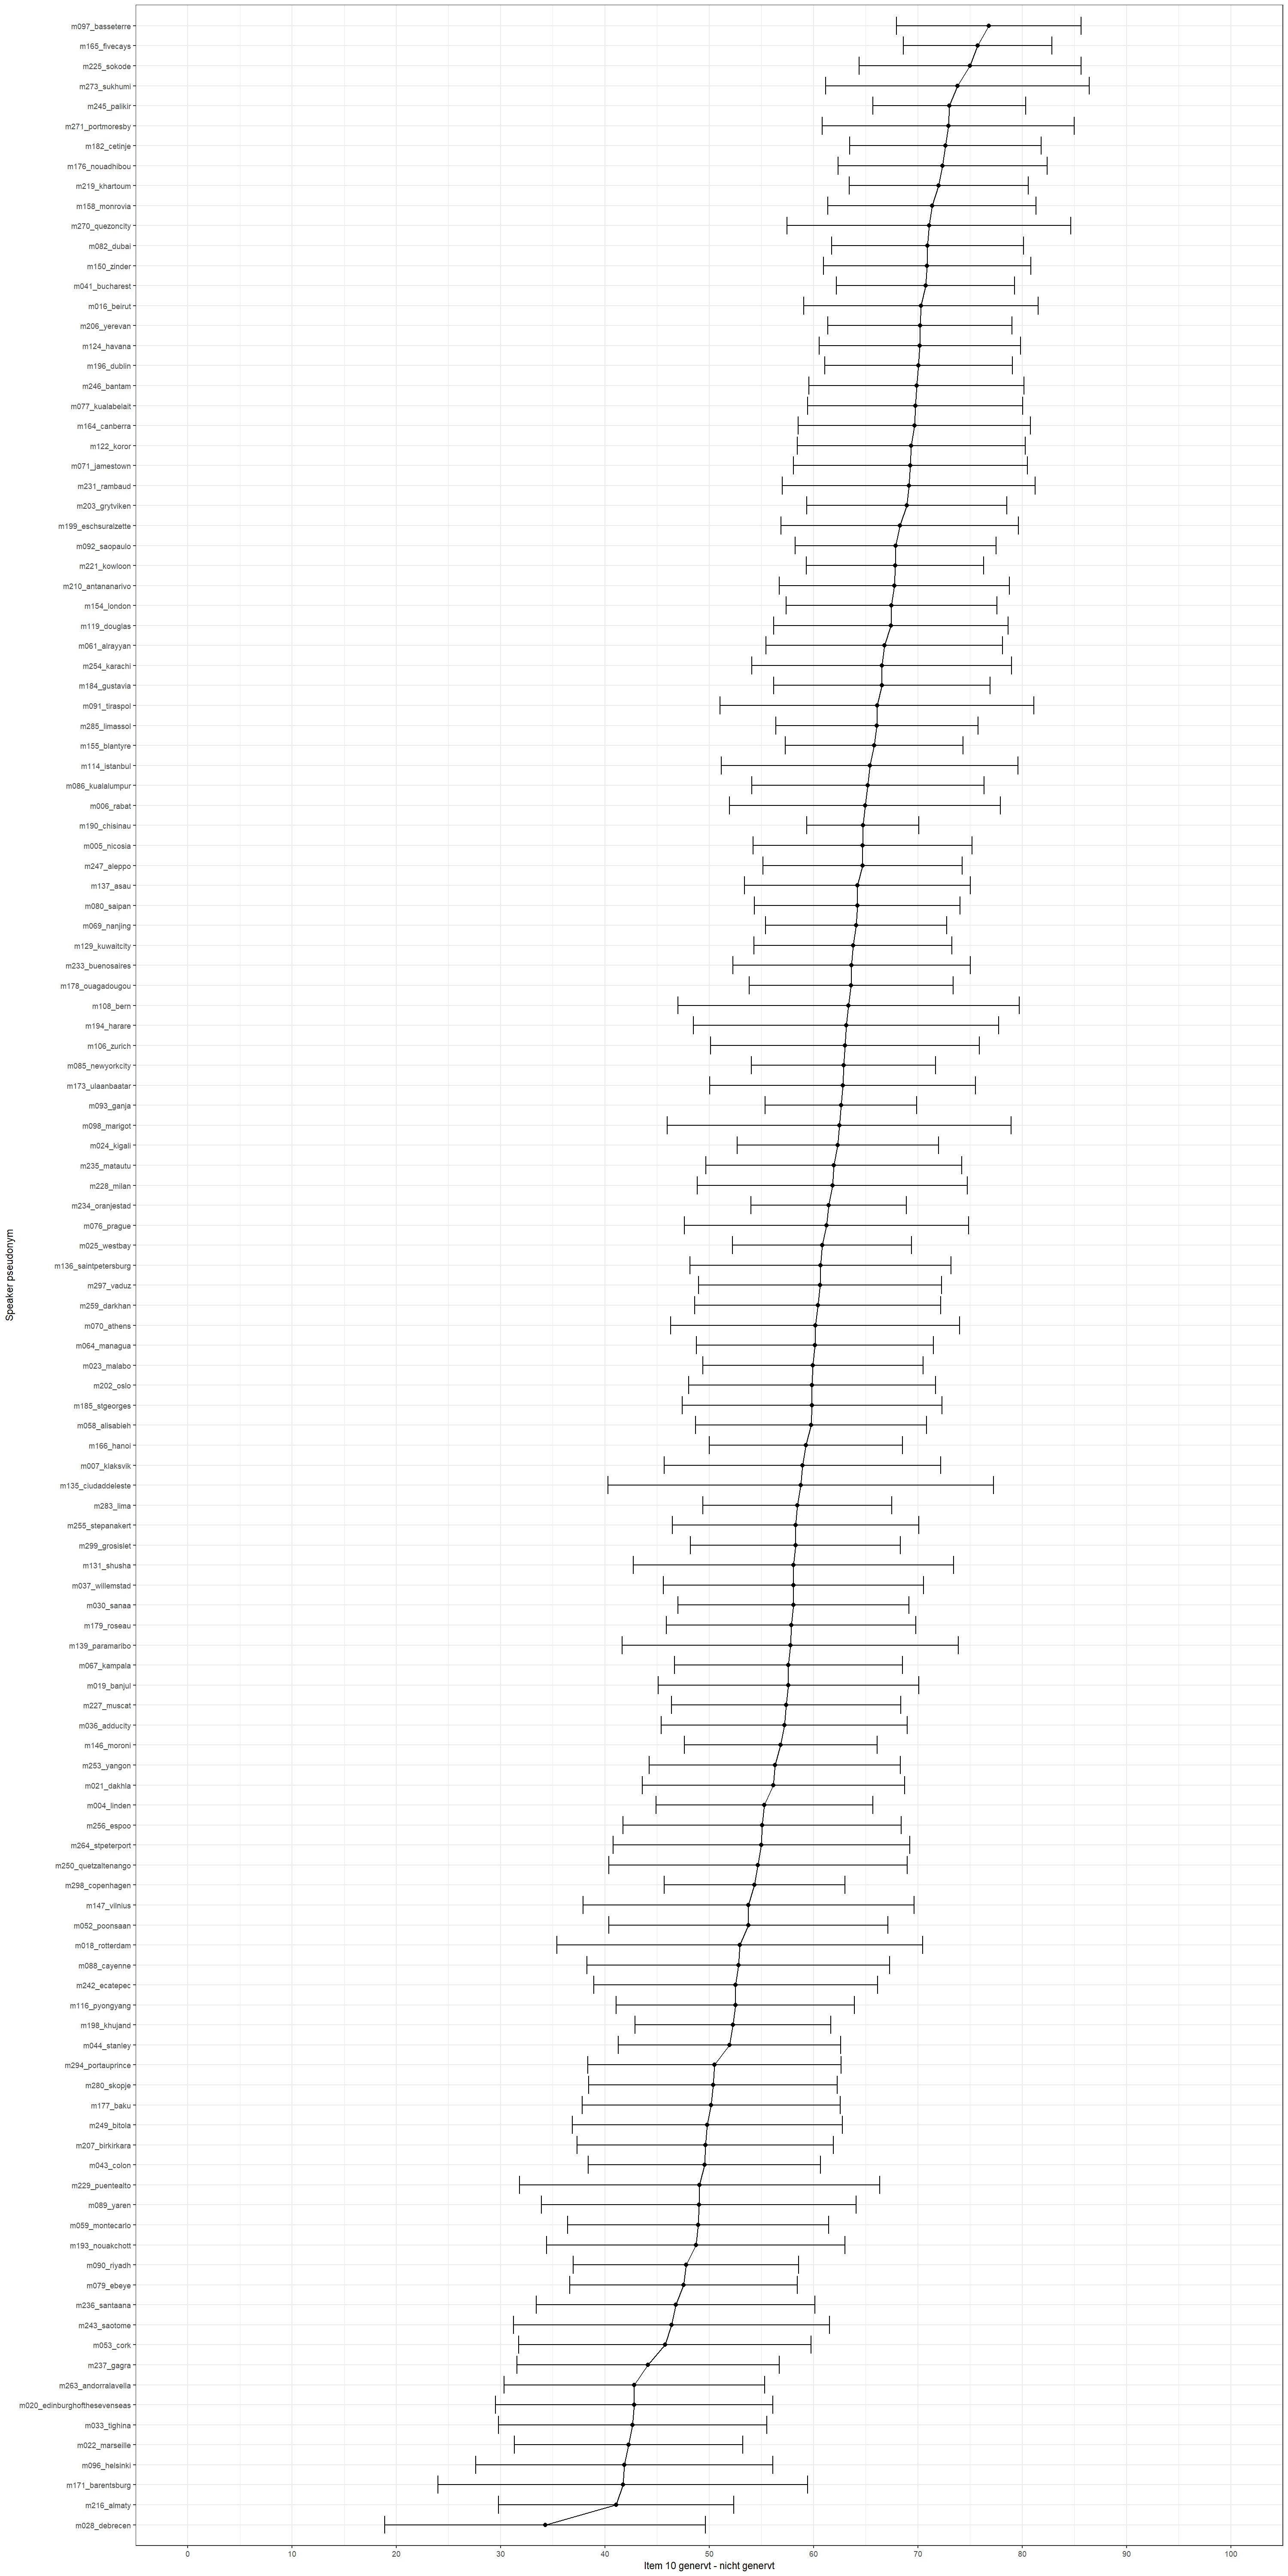 m097_basseterre
m165_fivecays
m225_sokode
m273_sukhumi
m245_palikir
m271_portmoresby
m182_cetinje
m176_nouadhibou
m219_khartoum
m158_monrovia
m270_quezoncity
m082_dubai
m150_zinder
m041_bucharest
m016_beirut
m206_yerevan
m124_havana
m196_dublin
m246_bantam
m077_kualabelait
m164_canberra
m122_koror
m071_jamestown
m231_rambaud
m203_grytviken
m199_eschsuralzette
m092_saopaulo
m221_kowloon
m210_antananarivo
m154_london
m119_douglas
m061_alrayyan
m254_karachi
m184_gustavia
m091_tiraspol
m285_limassol
m155_blantyre
m114_istanbul
m086_kualalumpur
m006_rabat
m190_chisinau
m005_nicosia
m247_aleppo
m137_asau
m080_saipan
m069_nanjing
m129_kuwaitcity
m233_buenosaires
m178_ouagadougou
m108_bern
m194_harare
m106_zurich
m085_newyorkcity
m173_ulaanbaatar
m093_ganja
m098_marigot
m024_kigali
m235_matautu
m228_milan
m234_oranjestad
m076_prague
m025_westbay
m136_saintpetersburg
m297_vaduz
m259_darkhan
m070_athens
m064_managua
m023_malabo
m202_oslo
m185_stgeorges
m058_alisabieh
m166_hanoi
m007_klaksvik
m135_ciudaddeleste
m283_lima
m255_stepanakert
m299_grosislet
m131_shusha
m037_willemstad
m030_sanaa
m179_roseau
m139_paramaribo
m067_kampala
m019_banjul
m227_muscat
m036_adducity
m146_moroni
m253_yangon
m021_dakhla
m004_linden
m256_espoo
m264_stpeterport
m250_quetzaltenango
m298_copenhagen
m147_vilnius
m052_poonsaan
m018_rotterdam
m088_cayenne
m242_ecatepec
m116_pyongyang
m198_khujand
m044_stanley
m294_portauprince
m280_skopje
m177_baku
m249_bitola
m207_birkirkara
m043_colon
m229_puentealto
m089_yaren
m059_montecarlo
m193_nouakchott
m090_riyadh
m079_ebeye
m236_santaana
m243_saotome
m053_cork
m237_gagra
m263_andorralavella
m020_edinburghofthesevenseas
m033_tighina
m022_marseille
m096_helsinki
m171_barentsburg
m216_almaty
m028_debrecen
0 10 20 30 40 50 60 70 80 90 100
Item 10 genervt - nicht genervt
Speaker pseudonym